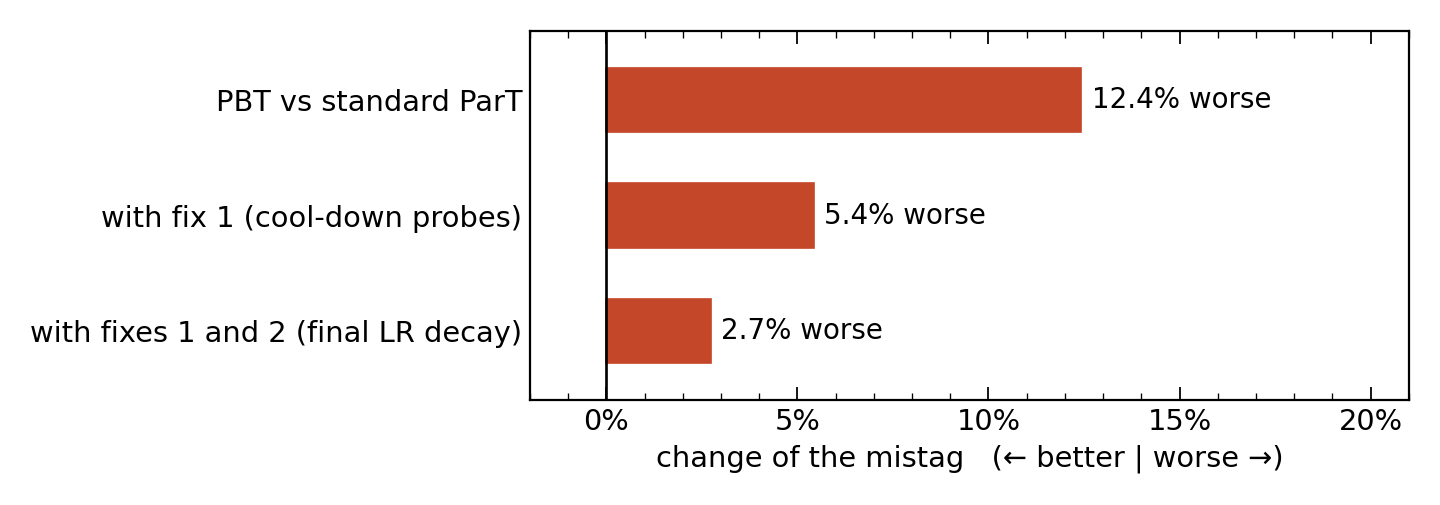 PBT vs standard ParT
12.4% worse
with fix 1 (cool-down probes)
5.4% worse
with fixes 1 and 2 (final LR decay)
2.7% worse
0% 5% 10% 15% 20%
change of the mistag (← better | worse →)